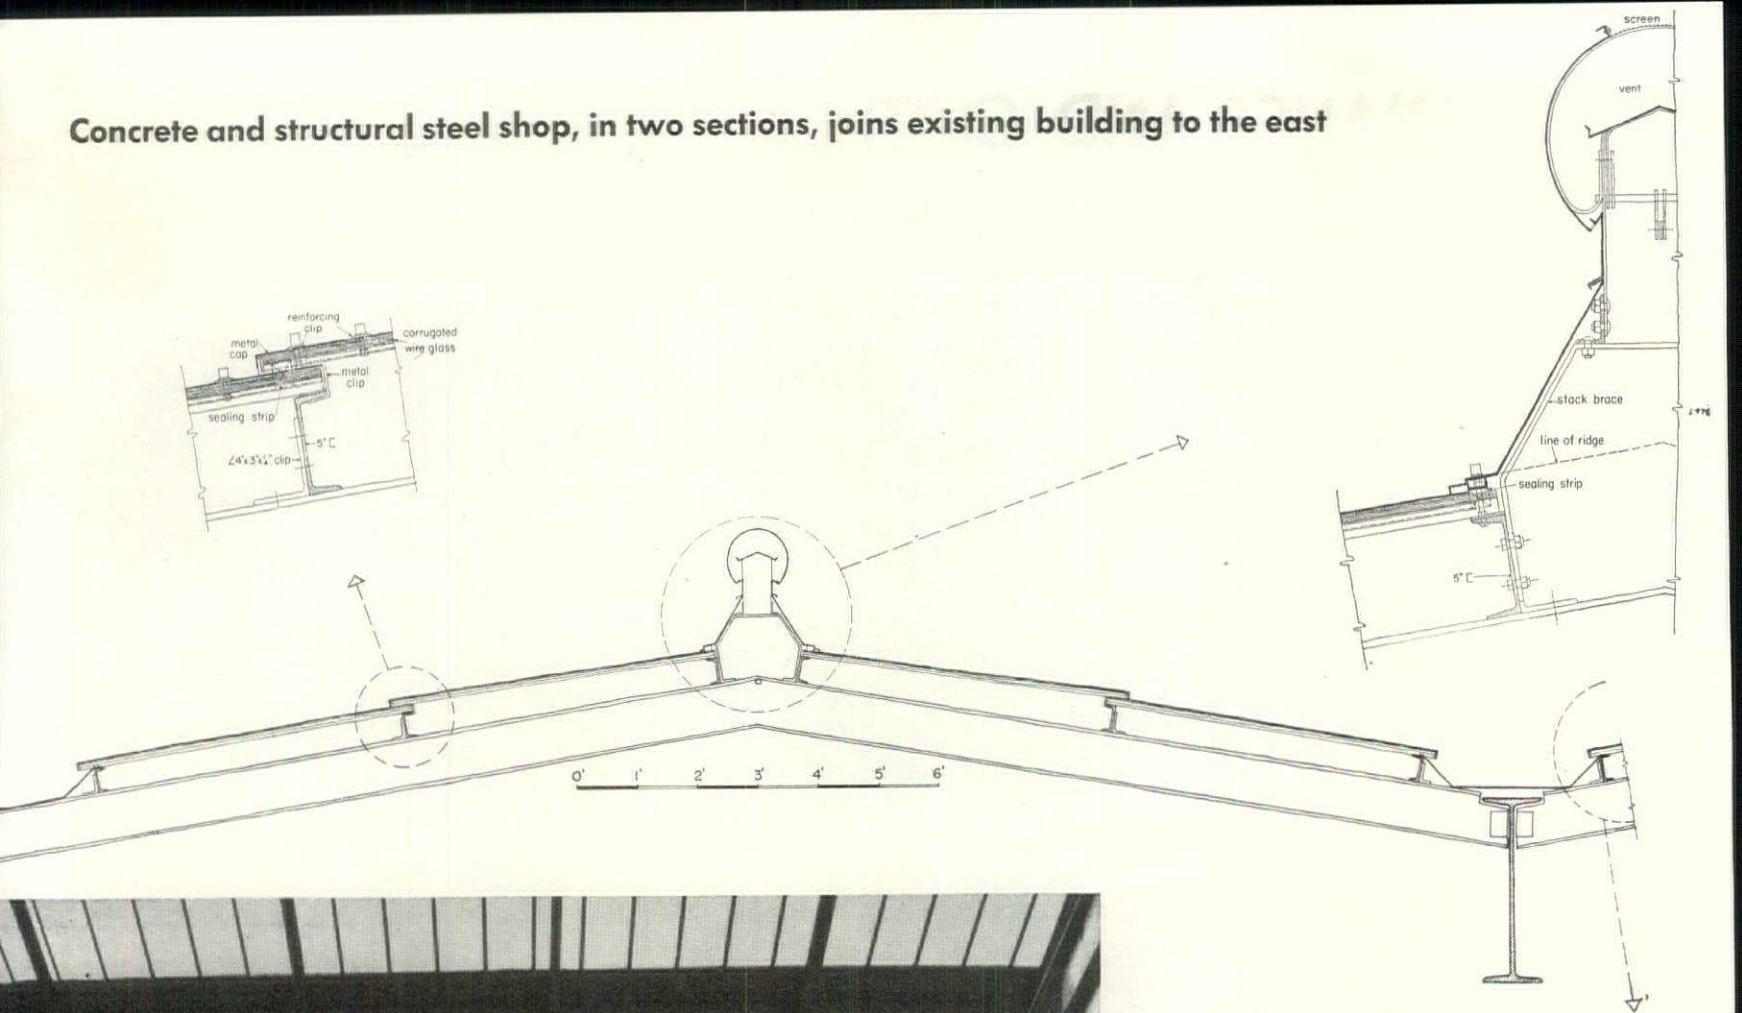 Concrete and structural steel shop, in two sections, joins existing building to the east
screen
vent
stack brace
line of ridge
sealing strip
5" C
reinforcing
clip
metal
cap
corrugated
wire glass
metal
clip
sealing strip
5" C
∠4"x3"x¼" clip
0' 1' 2' 3' 4' 5' 6'